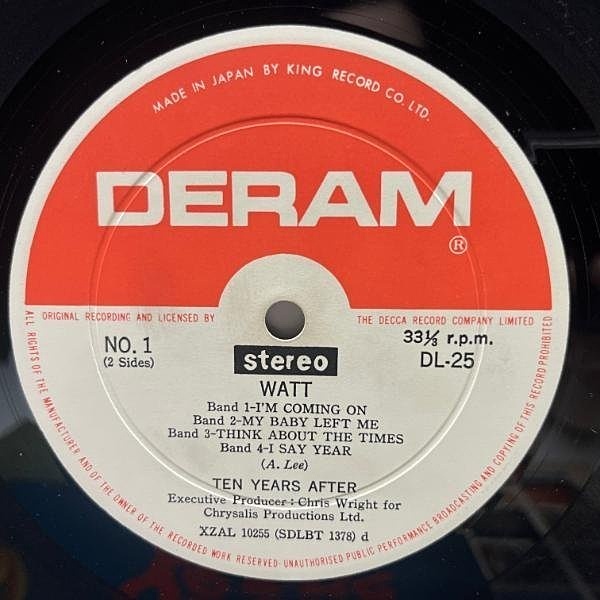 MADE IN JAPAN BY KING RECORD CO. LTD.
DERAM
®
ORIGINAL RECORDING AND LICENSED BY THE DECCA RECORD COMPANY LIMITED
NO. 1
(2 Sides)
33⅓ r.p.m.
DL-25
stereo
WATT
Band 1-I'M COMING ON
Band 2-MY BABY LEFT ME
Band 3-THINK ABOUT THE TIMES
Band 4-I SAY YEAR
(A. Lee)
TEN YEARS AFTER
Executive Producer: Chris Wright for
Chrysalis Productions Ltd.
XZAL 10255 (SDLBT 1378) d
ALL RIGHTS OF THE MANUFACTURER AND OF THE OWNER OF THE RECORDED WORK RESERVED·UNAUTHORISED PUBLIC PERFORMANCE BROADCASTING AND COPYING OF THIS RECORD PROHIBITED